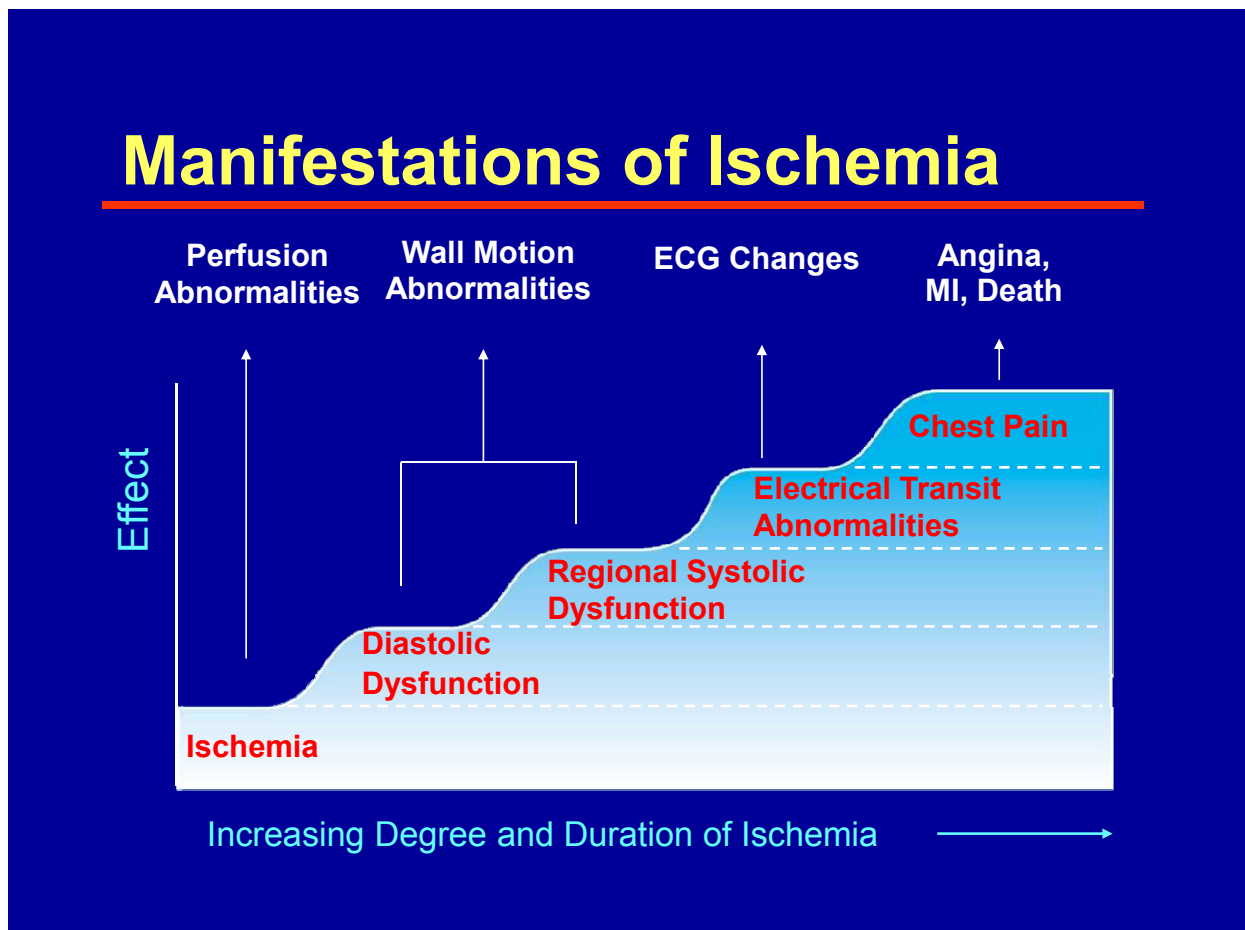 Manifestations of Ischemia
Perfusion
Abnormalities
Wall Motion
Abnormalities
ECG Changes
Angina,
MI, Death
Effect
Chest Pain
Electrical Transit
Abnormalities
Regional Systolic
Dysfunction
Diastolic
Dysfunction
Ischemia
Increasing Degree and Duration of Ischemia